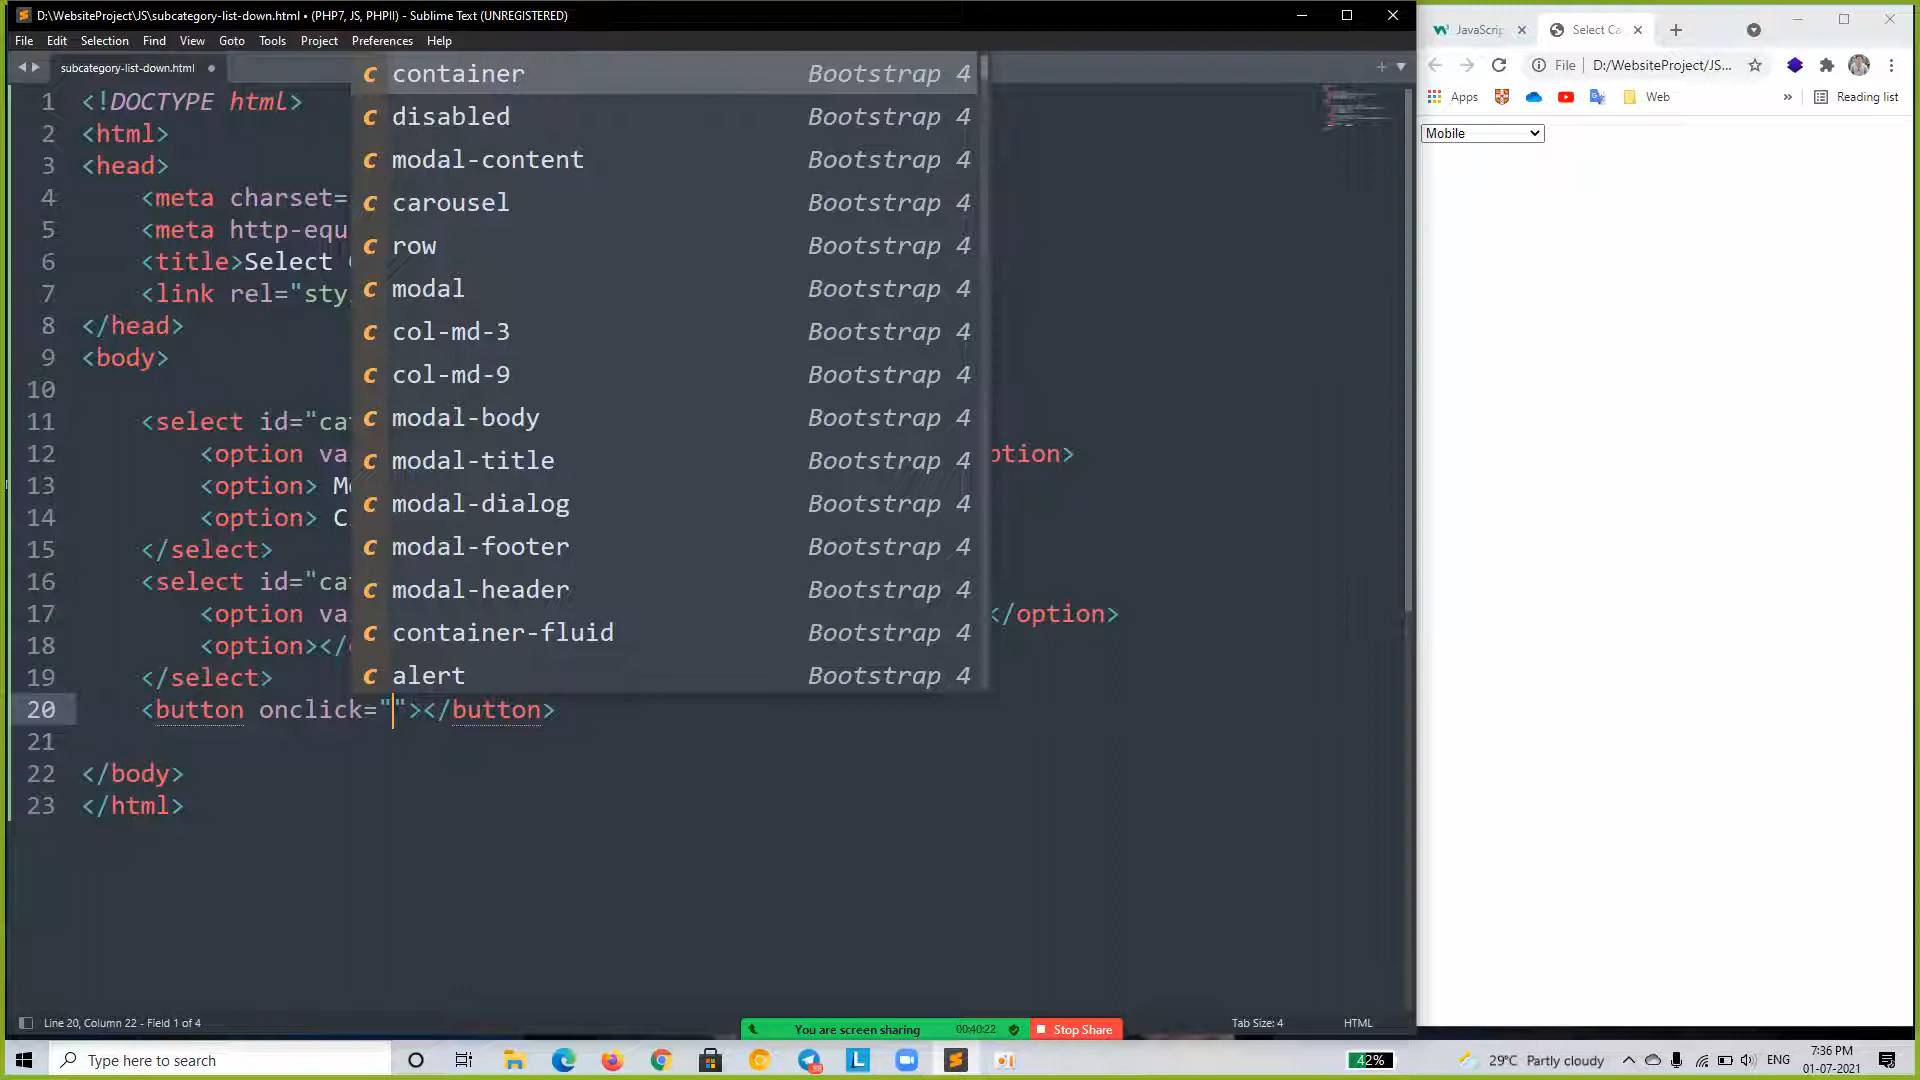 D:\WebsiteProject\JS\subcategory-list-down.html • (PHP7, JS, PHPII) - Sublime Text (UNREGISTERED)
File Edit Selection Find View Goto Tools Project Preferences Help
subcategory-list-down.html
1 <!DOCTYPE html>
2 <html>
3 <head>
4 <meta charset=
5 <meta http-equ
6 <title>Select
7 <link rel="sty
8 </head>
9 <body>
10
11 <select id="cat
12 <option va ption>
13 <option> M
14 <option> C
15 </select>
16 <select id="cat
17 <option va </option>
18 <option></
19 </select>
20 <button onclick=""></button>
21
22 </body>
23 </html>
c container Bootstrap 4
c disabled Bootstrap 4
c modal-content Bootstrap 4
c carousel Bootstrap 4
c row Bootstrap 4
c modal Bootstrap 4
c col-md-3 Bootstrap 4
c col-md-9 Bootstrap 4
c modal-body Bootstrap 4
c modal-title Bootstrap 4
c modal-dialog Bootstrap 4
c modal-footer Bootstrap 4
c modal-header Bootstrap 4
c container-fluid Bootstrap 4
c alert Bootstrap 4
Line 20, Column 22 - Field 1 of 4
Tab Size: 4
HTML
You are screen sharing 00:40:22 Stop Share
JavaScrip
Select Ca
File | D:/WebsiteProject/JS...
Apps Web » Reading list
Mobile
Type here to search
42%
29°C Partly cloudy
ENG
7:36 PM
01-07-2021